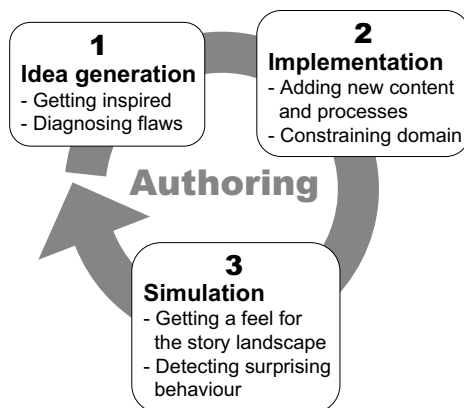 1
Idea generation
- Getting inspired
- Diagnosing flaws
2
Implementation
- Adding new content
and processes
- Constraining domain
Authoring
3
Simulation
- Getting a feel for
the story landscape
- Detecting surprising
behaviour